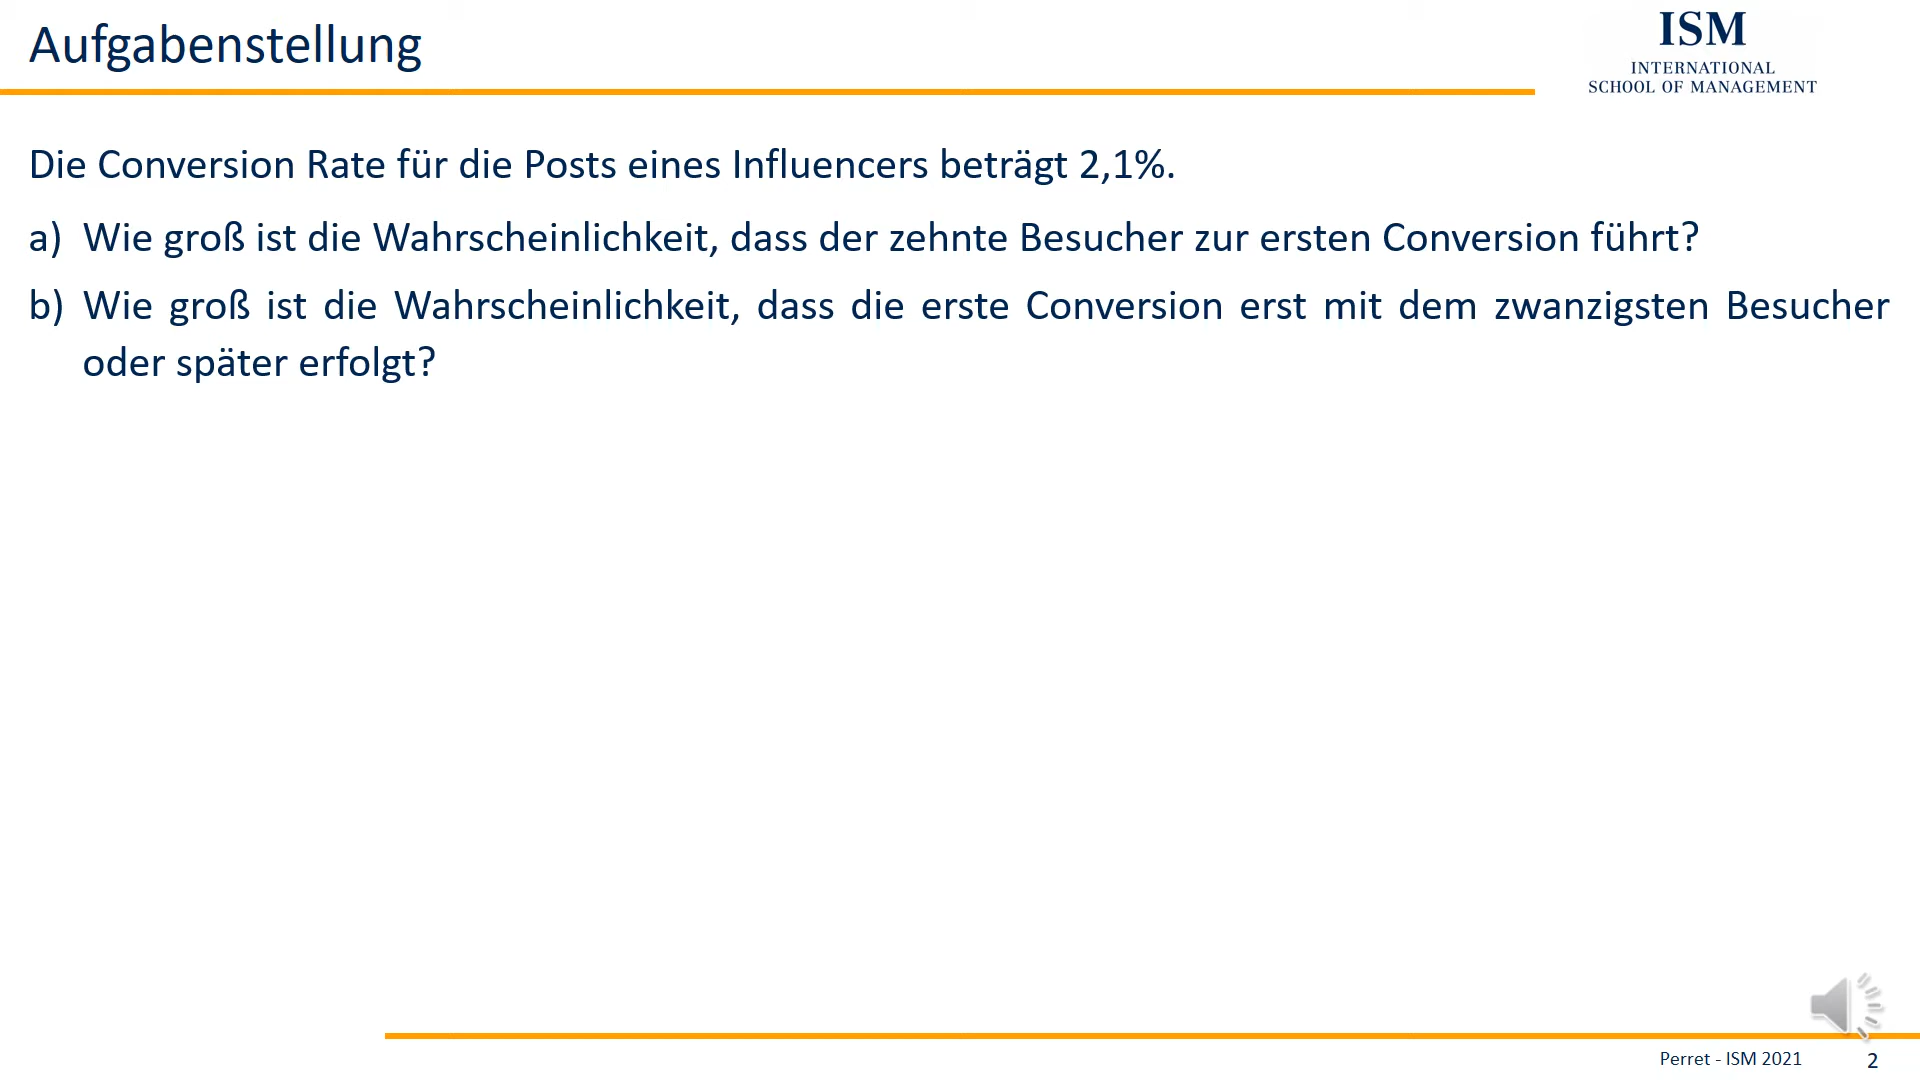 Aufgabenstellung
ISM
INTERNATIONAL
SCHOOL OF MANAGEMENT
Die Conversion Rate für die Posts eines Influencers beträgt 2,1%.
a) Wie groß ist die Wahrscheinlichkeit, dass der zehnte Besucher zur ersten Conversion führt?
b) Wie groß ist die Wahrscheinlichkeit, dass die erste Conversion erst mit dem zwanzigsten Besucher
oder später erfolgt?
Perret - ISM 2021
2